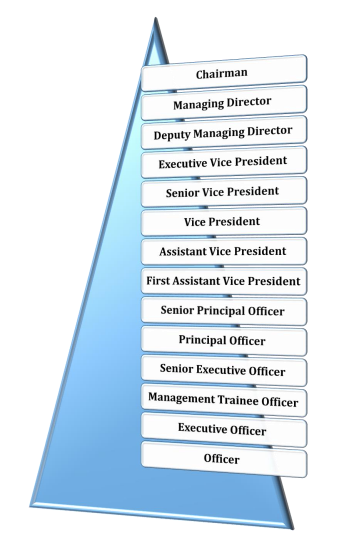 Chairman
Managing Director
Deputy Managing Director
Executive Vice President
Senior Vice President
Vice President
Assistant Vice President
First Assistant Vice President
Senior Principal Officer
Principal Officer
Senior Executive Officer
Management Trainee Officer
Executive Officer
Officer